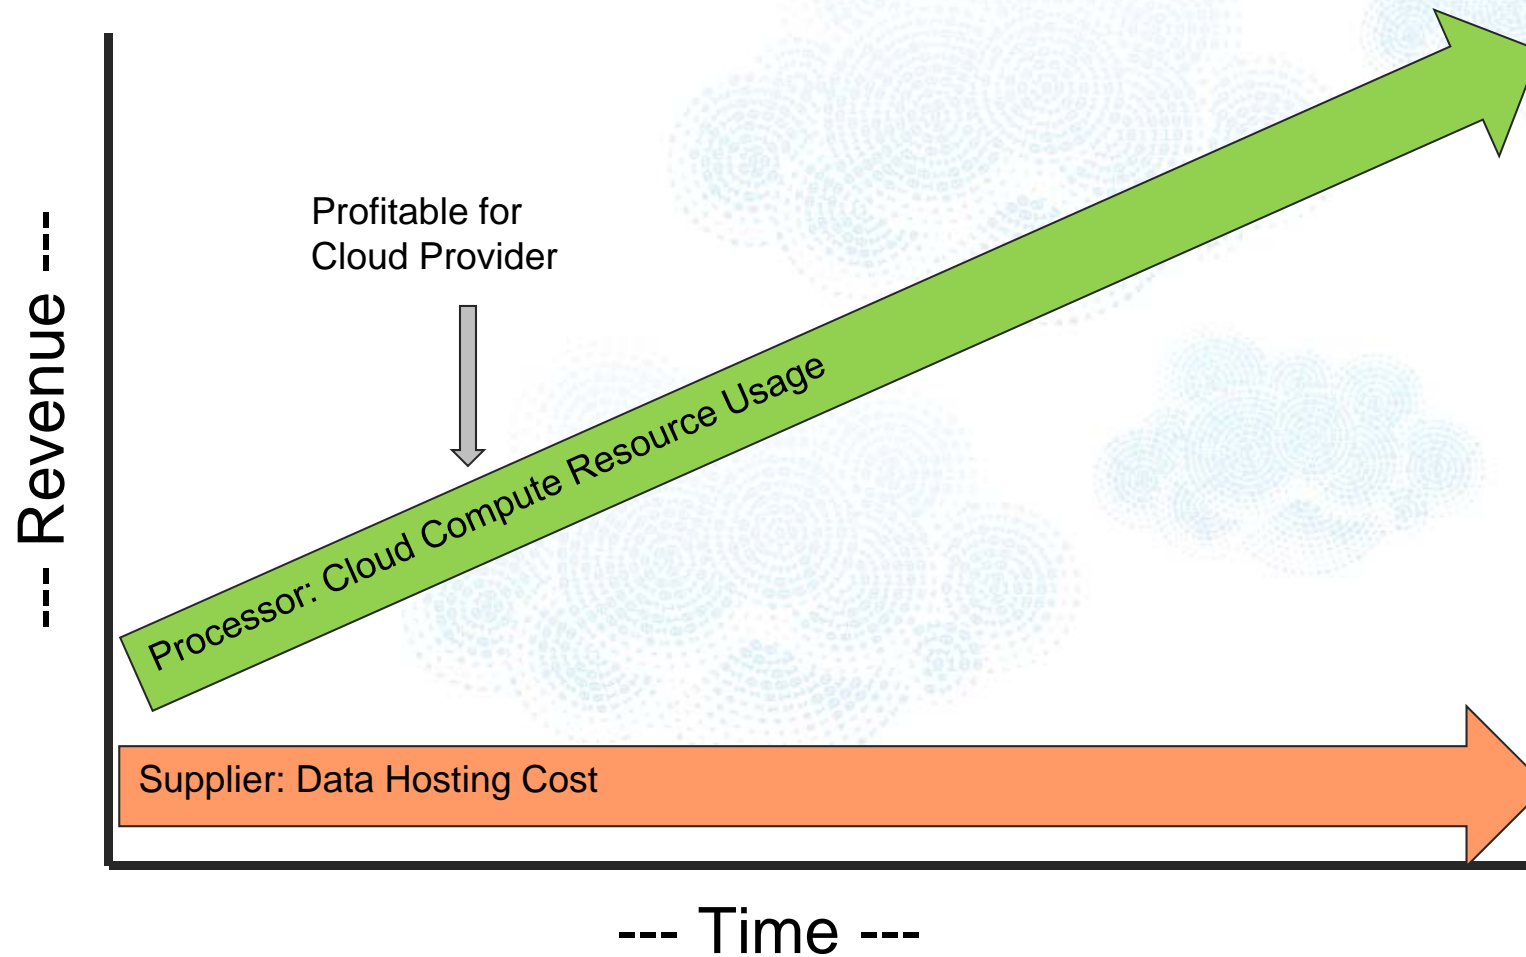 Profitable for
Cloud Provider
--- Revenue ---
Processor: Cloud Compute Resource Usage
Supplier: Data Hosting Cost
--- Time ---